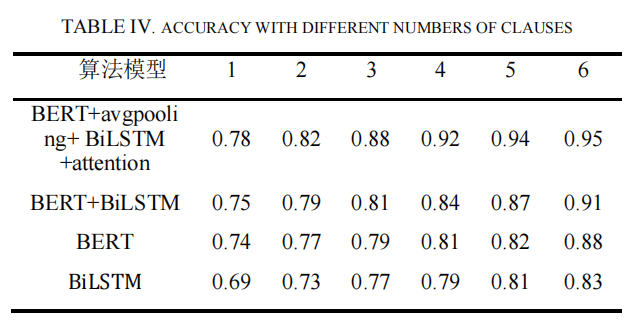 TABLE IV. ACCURACY WITH DIFFERENT NUMBERS OF CLAUSES
算法模型 1 2 3 4 5 6
BERT+avgpooli
ng+ BiLSTM 0.78 0.82 0.88 0.92 0.94 0.95
+attention
BERT+BiLSTM 0.75 0.79 0.81 0.84 0.87 0.91
BERT 0.74 0.77 0.79 0.81 0.82 0.88
BiLSTM 0.69 0.73 0.77 0.79 0.81 0.83